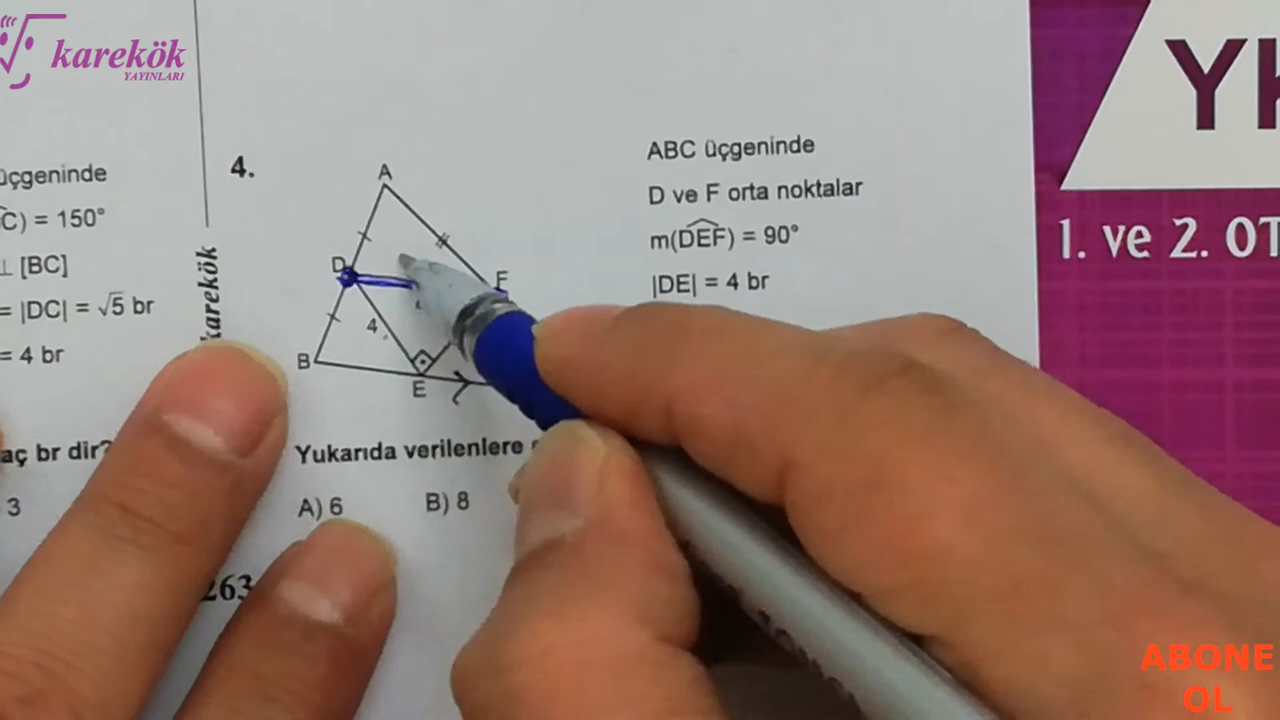 karekök
YAYINLARI
üçgeninde
C) = 150°
⊥ [BC]
= |DC| = √5 br
= 4 br
aç br dir?
3
karekök
263
4.
A
D
F
4
B
E
ABC üçgeninde
D ve F orta noktalar
m(DEF) = 90°
|DE| = 4 br
Yukarıda verilenlere
A) 6
B) 8
1. ve 2. OT
ABONE
OL